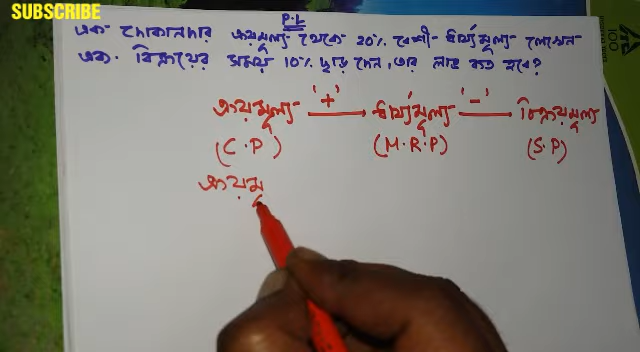 SUBSCRIBE
P.L
এক দোকানদার ক্রয়মূল্য থেকে 20% বেশী ধার্য্যমূল্য লেখেন
এবং বিক্রয়ের সময় 10% ছাড় দেন, তার লাভ কত হবে?
ক্রয়মূল্য '+' ধার্য্যমূল্য '-' বিক্রয়মূল্য
(C.P) (M.R.P) (S.P)
ক্রয়মূ